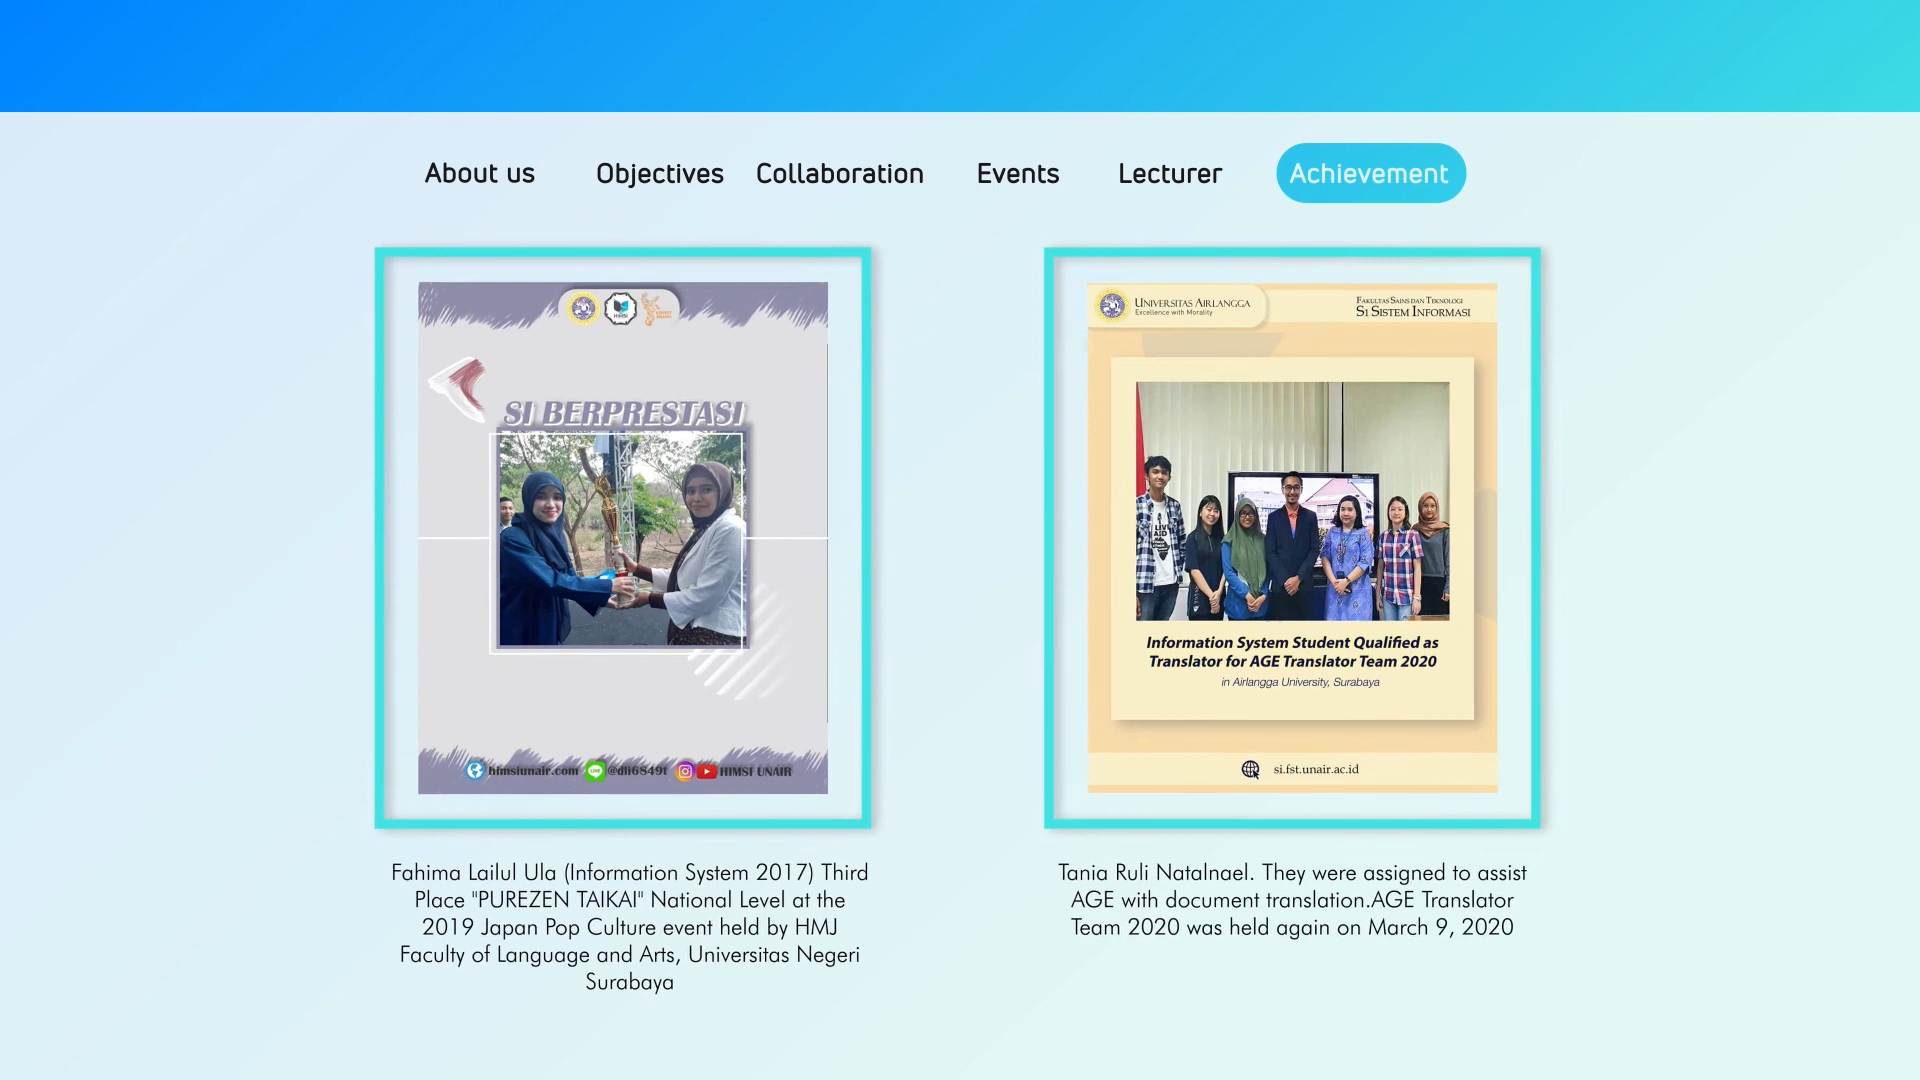 About us
Objectives
Collaboration
Events
Lecturer
Achievement
HIMSI
SI BERPRESTASI
himsiunair.com
LINE
@dli6849t
HIMSI UNAIR
Fahima Lailul Ula (Information System 2017) Third
Place "PUREZEN TAIKAI" National Level at the
2019 Japan Pop Culture event held by HMJ
Faculty of Language and Arts, Universitas Negeri
Surabaya
UNIVERSITAS AIRLANGGA
Excellence with Morality
FAKULTAS SAINS DAN TEKNOLOGI
S1 SISTEM INFORMASI
LIV
AID
Information System Student Qualified as
Translator for AGE Translator Team 2020
in Airlangga University, Surabaya
si.fst.unair.ac.id
Tania Ruli Natalnael. They were assigned to assist
AGE with document translation.AGE Translator
Team 2020 was held again on March 9, 2020